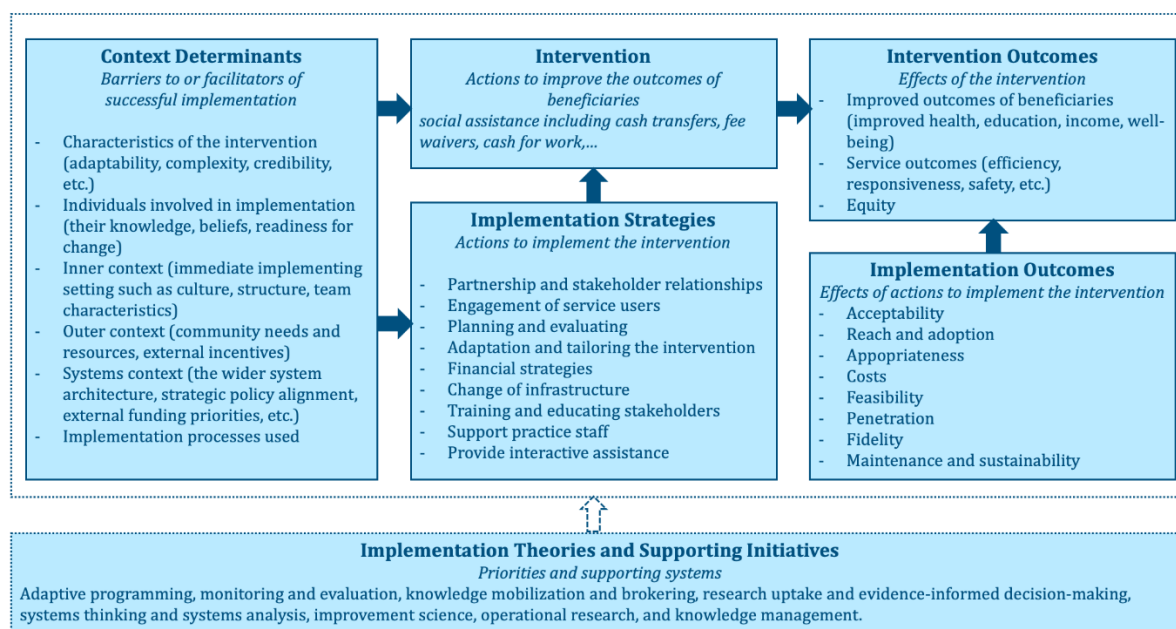 Context Determinants
Barriers to or facilitators of
successful implementation
- Characteristics of the intervention
(adaptability, complexity, credibility,
etc.)
- Individuals involved in implementation
(their knowledge, beliefs, readiness for
change)
- Inner context (immediate implementing
setting such as culture, structure, team
characteristics)
- Outer context (community needs and
resources, external incentives)
- Systems context (the wider system
architecture, strategic policy alignment,
external funding priorities, etc.)
- Implementation processes used
Intervention
Actions to improve the outcomes of
beneficiaries
social assistance including cash transfers, fee
waivers, cash for work,...
Implementation Strategies
Actions to implement the intervention
- Partnership and stakeholder relationships
- Engagement of service users
- Planning and evaluating
- Adaptation and tailoring the intervention
- Financial strategies
- Change of infrastructure
- Training and educating stakeholders
- Support practice staff
- Provide interactive assistance
Intervention Outcomes
Effects of the intervention
- Improved outcomes of beneficiaries
(improved health, education, income, well-
being)
- Service outcomes (efficiency,
responsiveness, safety, etc.)
- Equity
Implementation Outcomes
Effects of actions to implement the intervention
- Acceptability
- Reach and adoption
- Appopriateness
- Costs
- Feasibility
- Penetration
- Fidelity
- Maintenance and sustainability
Implementation Theories and Supporting Initiatives
Priorities and supporting systems
Adaptive programming, monitoring and evaluation, knowledge mobilization and brokering, research uptake and evidence-informed decision-making,
systems thinking and systems analysis, improvement science, operational research, and knowledge management.